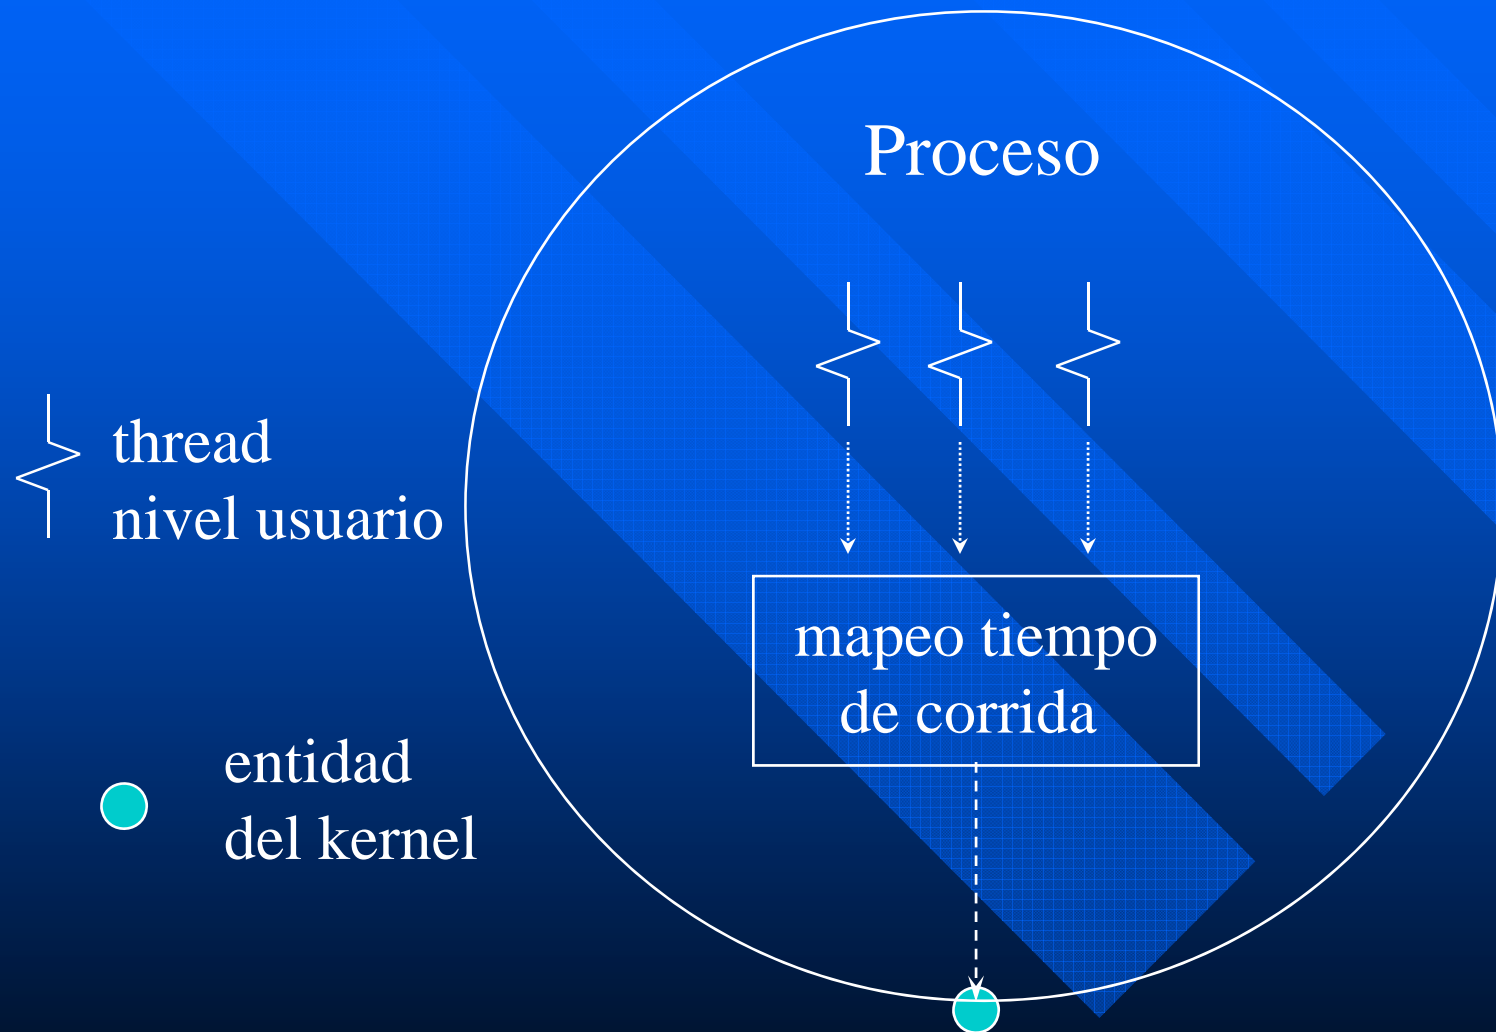 Proceso
thread
nivel usuario
mapeo tiempo
de corrida
entidad
del kernel